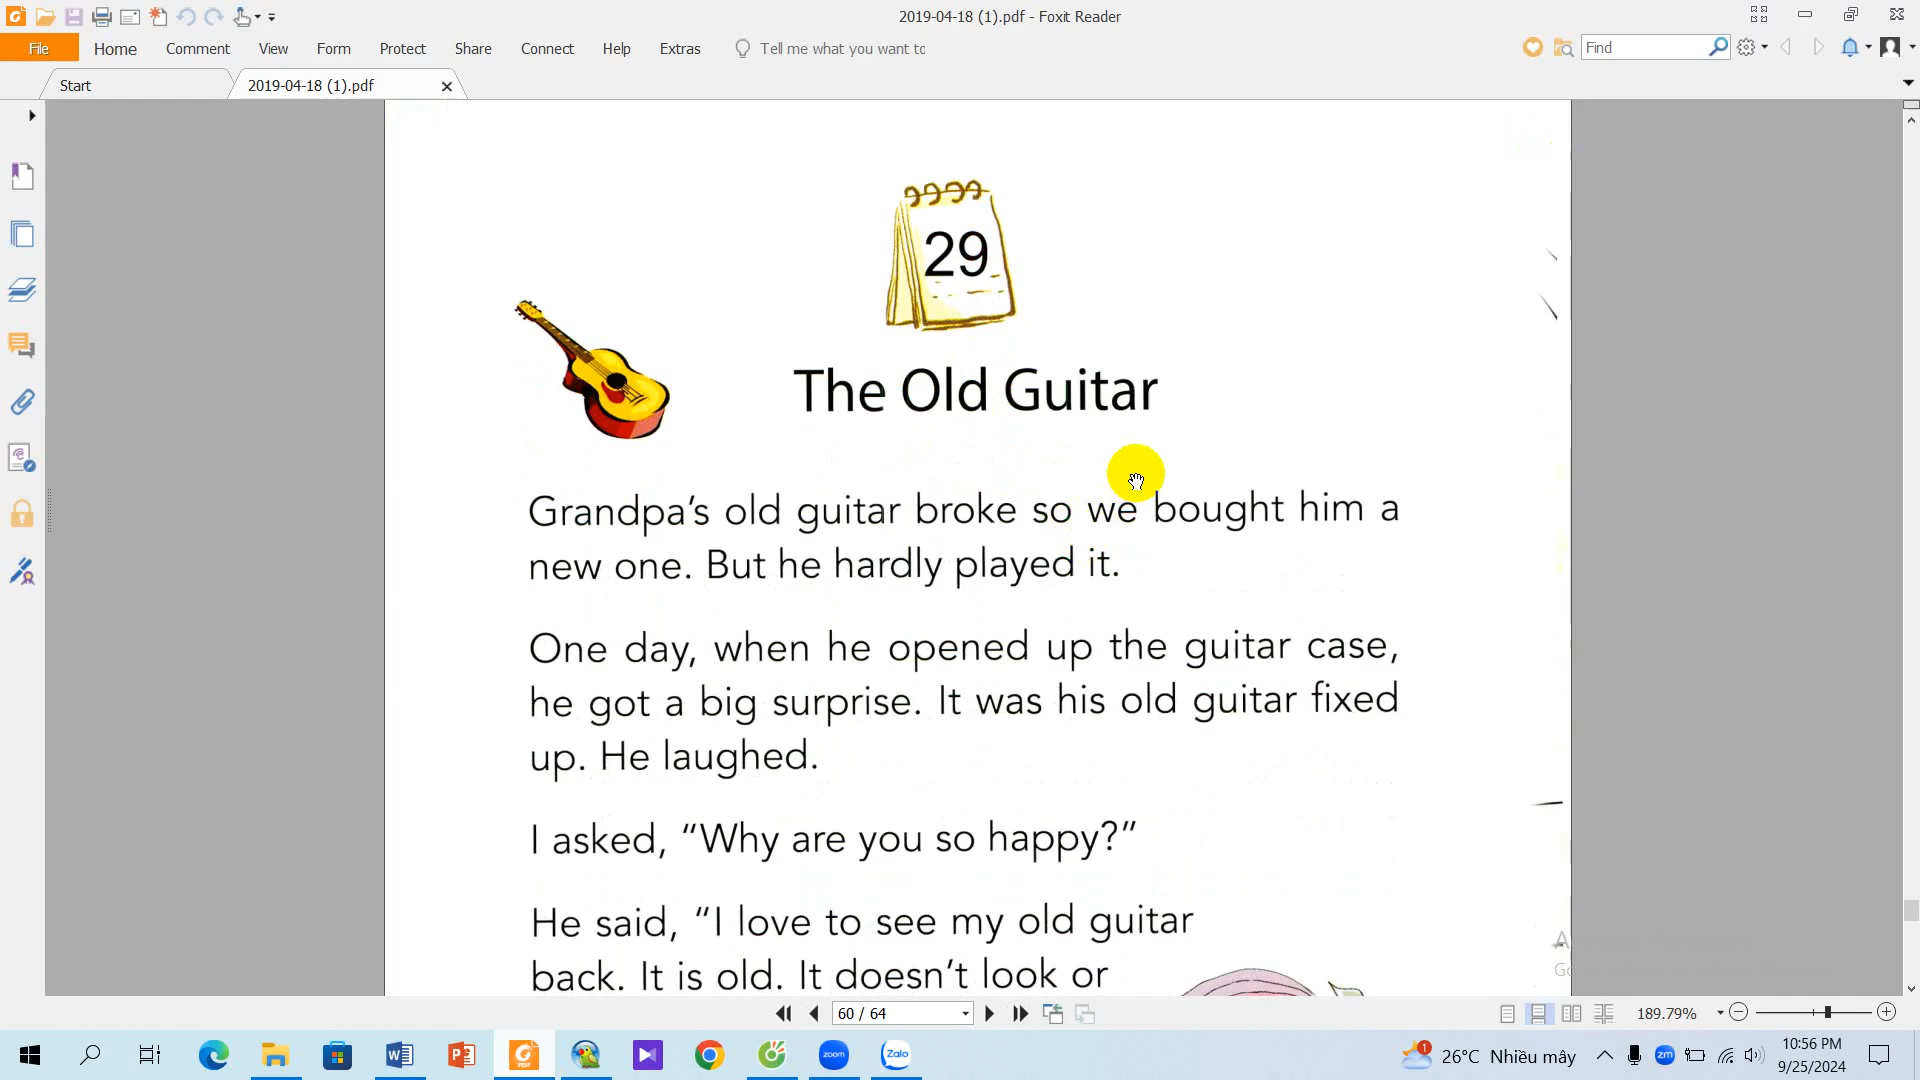 2019-04-18 (1).pdf - Foxit Reader
File Home Comment View Form Protect Share Connect Help Extras Tell me what you want to Find
Start 2019-04-18 (1).pdf
29
The Old Guitar
Grandpa's old guitar broke so we bought him a
new one. But he hardly played it.
One day, when he opened up the guitar case,
he got a big surprise. It was his old guitar fixed
up. He laughed.
I asked, “Why are you so happy?”
He said, “I love to see my old guitar
back. It is old. It doesn't look or
60 / 64 189.79%
zoom Zalo 1 26°C Nhiều mây zm 10:56 PM
9/25/2024